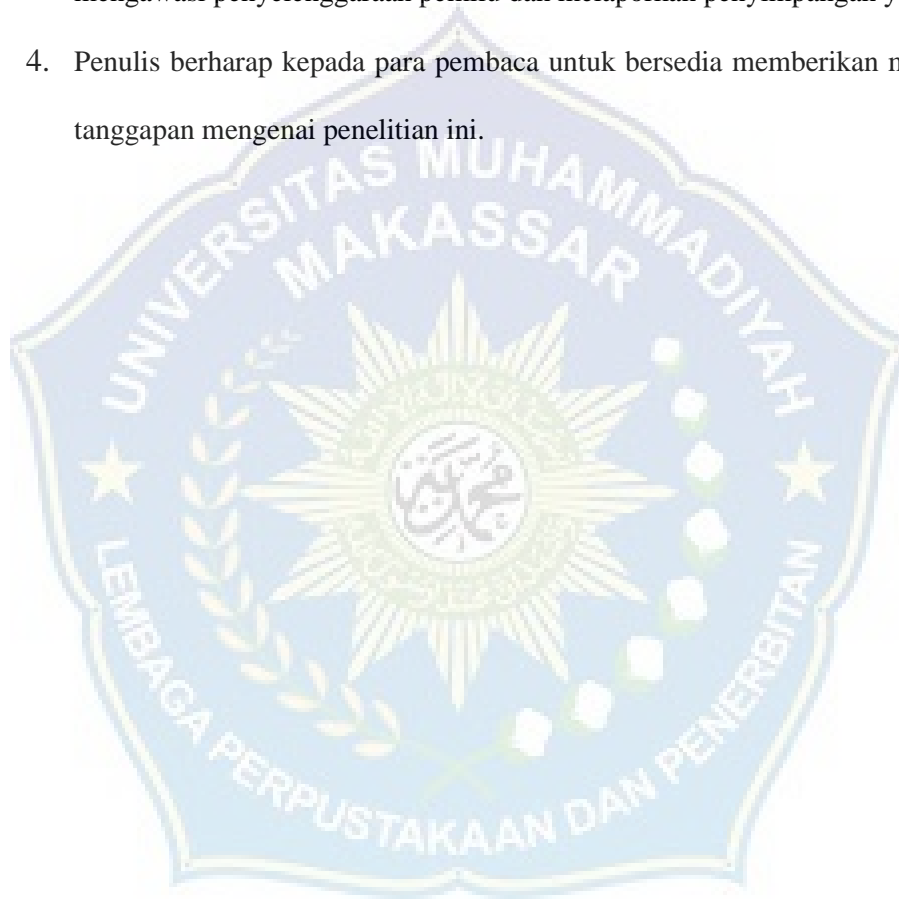 mengawasi penyelenggaraan pemilu dan melaporkan penyimpangan y
4. Penulis berharap kepada para pembaca untuk bersedia memberikan
tanggapan mengenai penelitian ini.
UNIVERSITAS MUHAMMADIYAH
MAKASSAR
LEMBAGA PERPUSTAKAAN DAN PENERBITAN